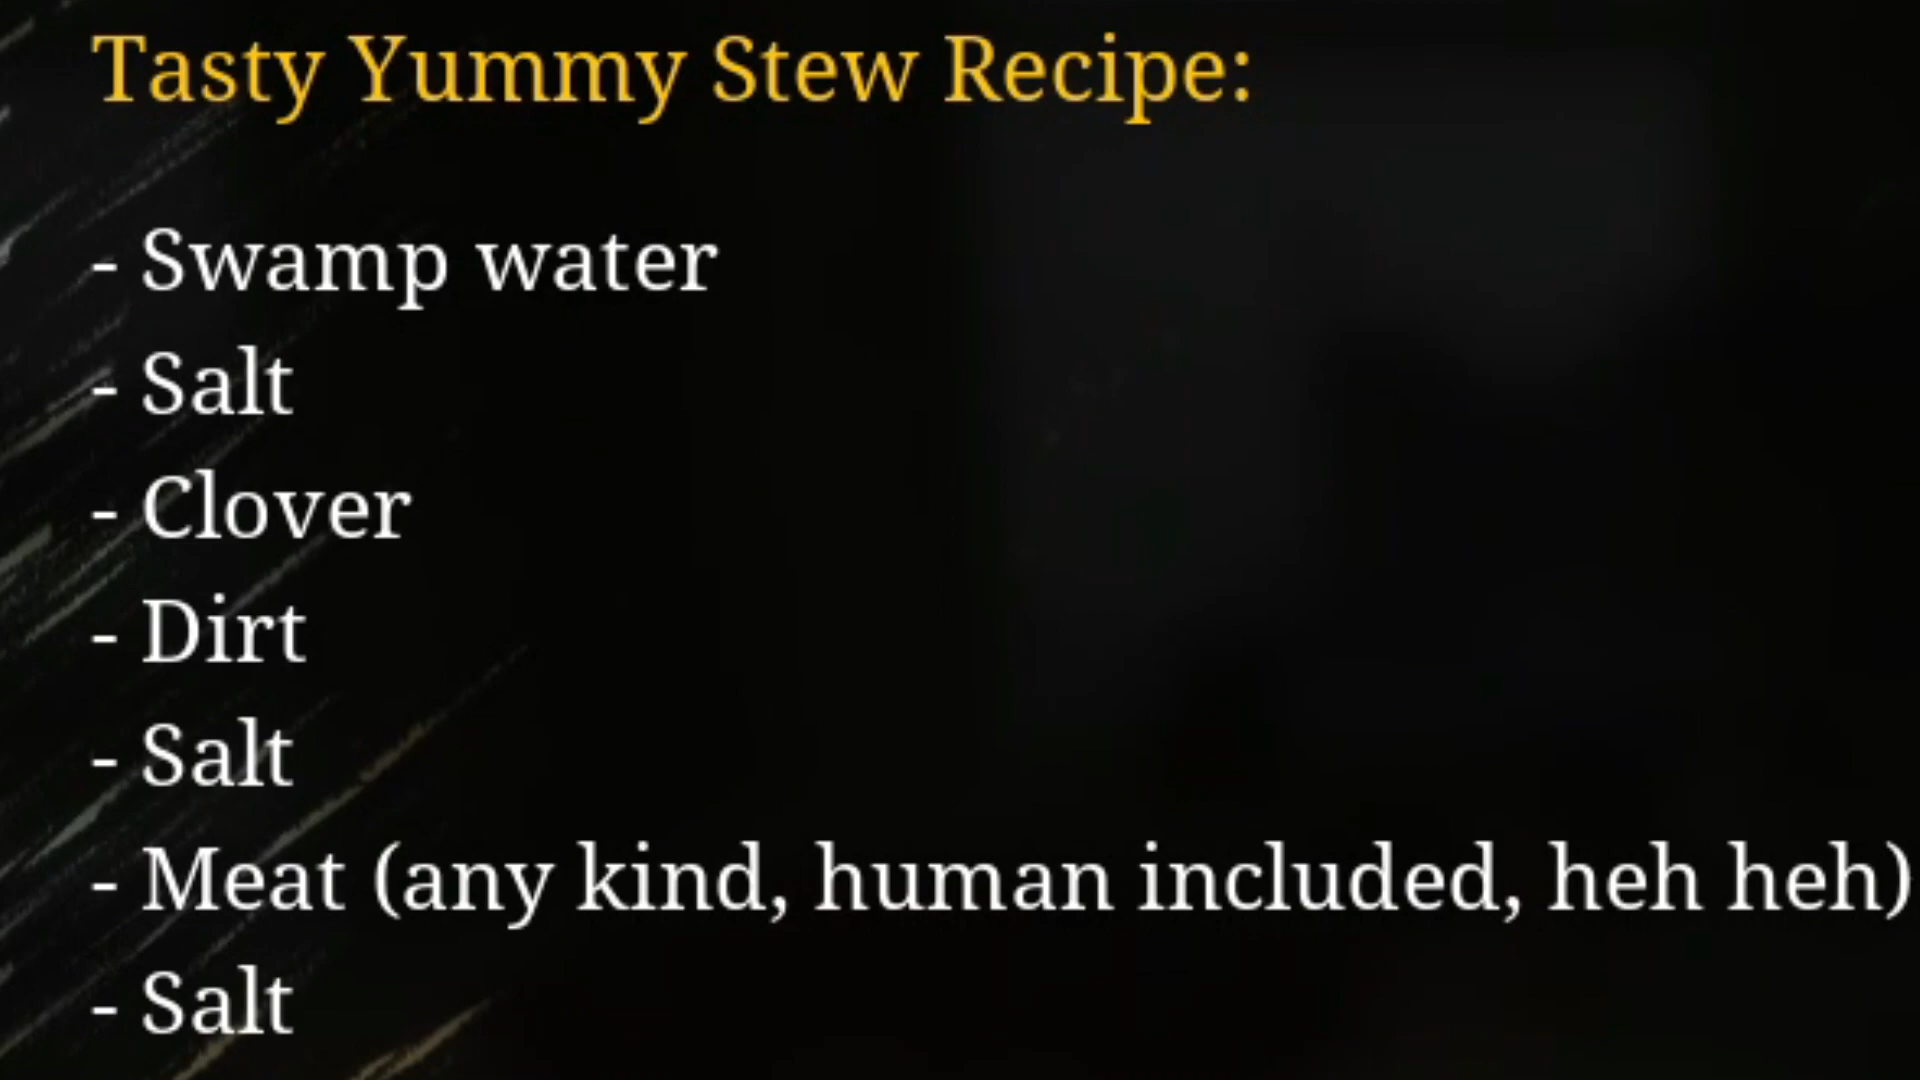 Tasty Yummy Stew Recipe:
- Swamp water
- Salt
- Clover
- Dirt
- Salt
- Meat (any kind, human included, heh heh)
- Salt